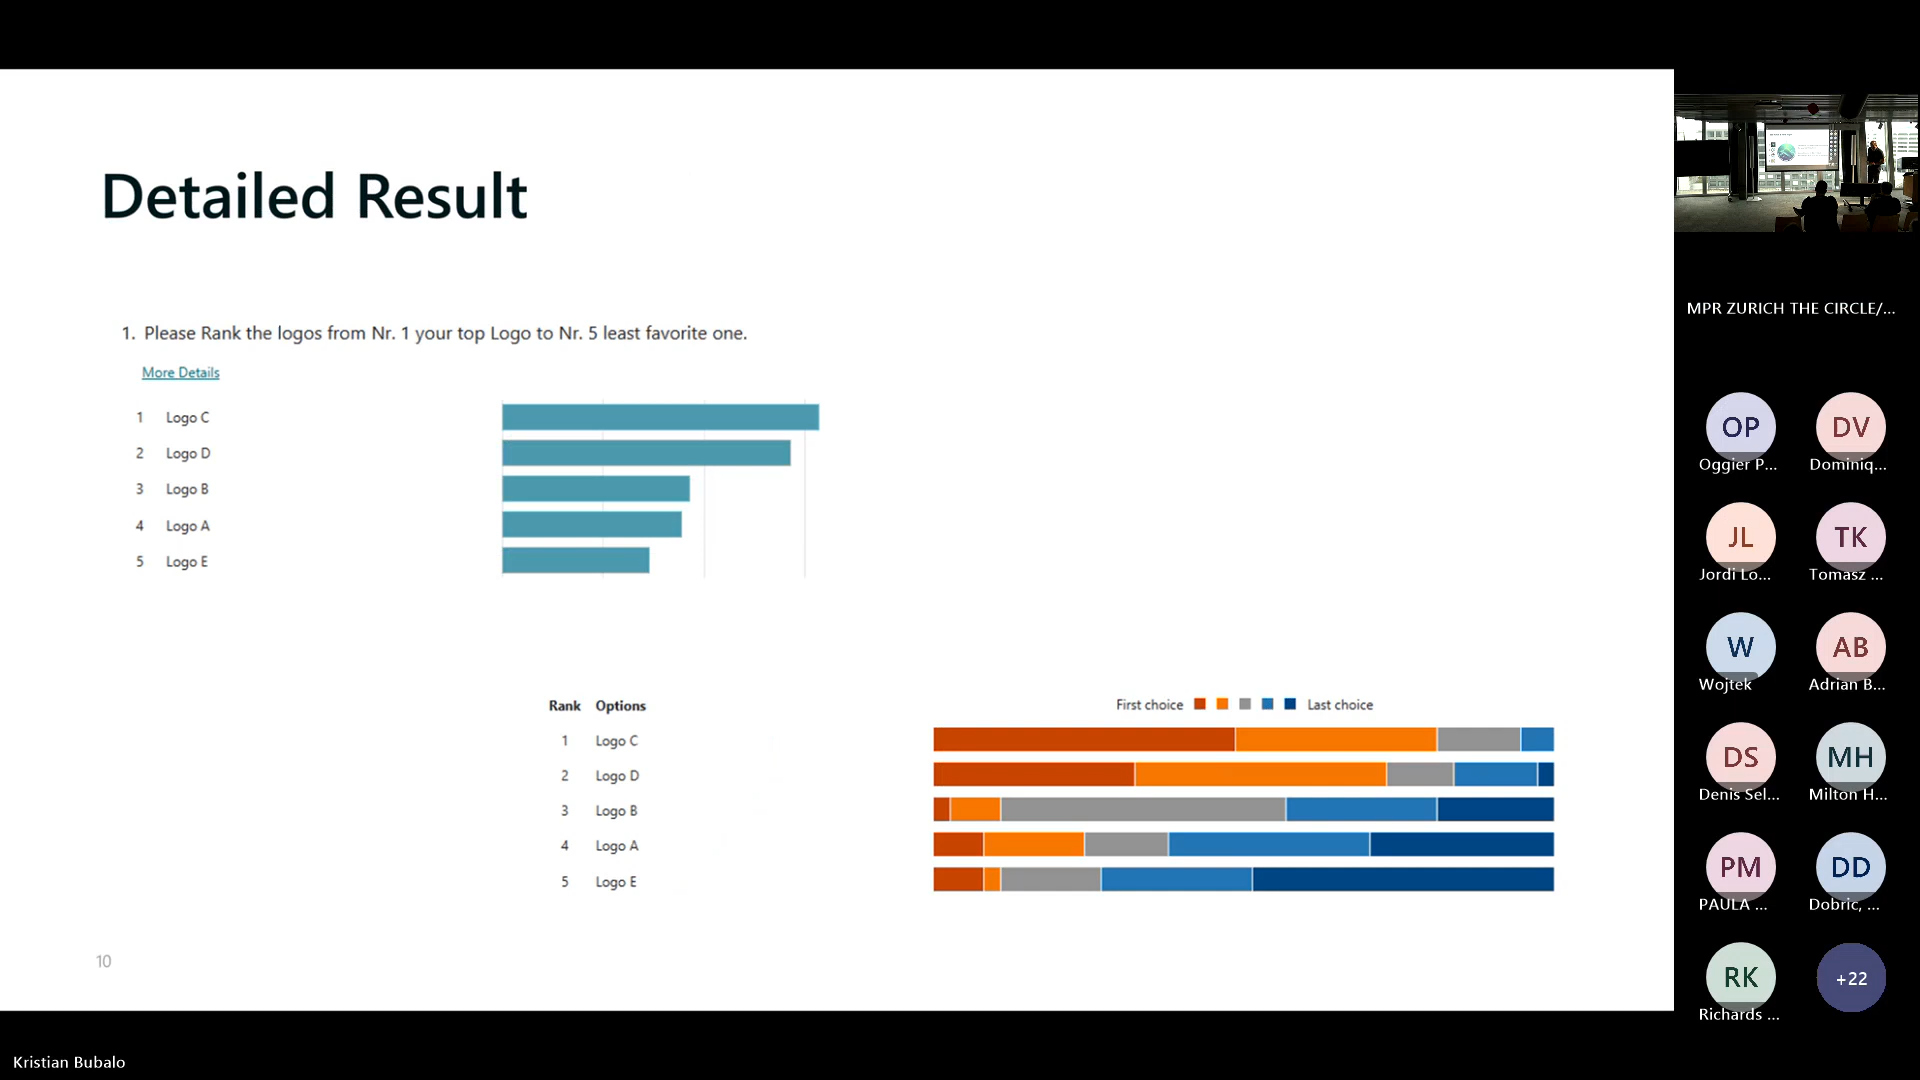 Detailed Result
1. Please Rank the logos from Nr. 1 your top Logo to Nr. 5 least favorite one.
More Details
1 Logo C
2 Logo D
3 Logo B
4 Logo A
5 Logo E
Rank Options
First choice Last choice
1 Logo C
2 Logo D
3 Logo B
4 Logo A
5 Logo E
10
Kristian Bubalo
MPR ZURICH THE CIRCLE/...
OP DV
Oggier P... Dominiq...
JL TK
Jordi Lo... Tomasz ...
W AB
Wojtek Adrian B...
DS MH
Denis Sel... Milton H...
PM DD
PAULA ... Dobric, ...
RK +22
Richards ...